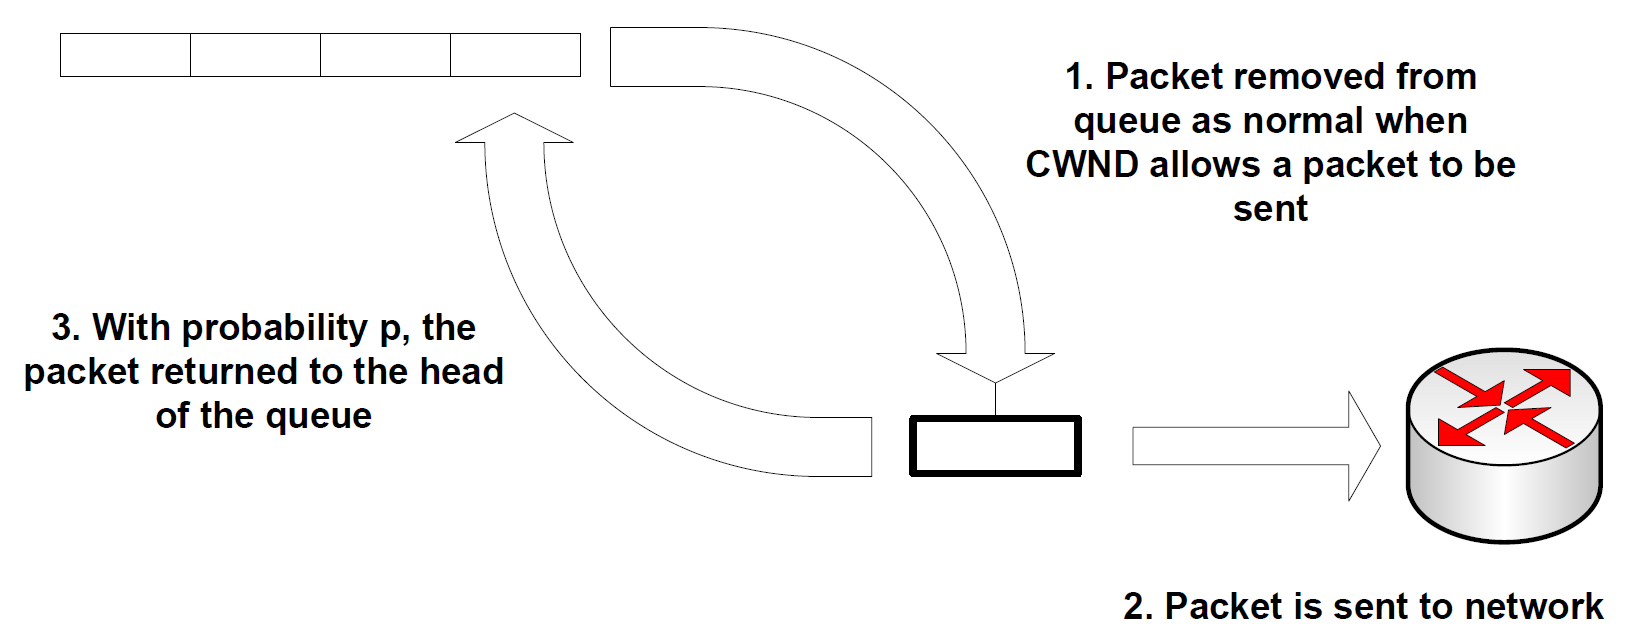 1. Packet removed from
queue as normal when
CWND allows a packet to be
sent
3. With probability p, the
packet returned to the head
of the queue
2. Packet is sent to network